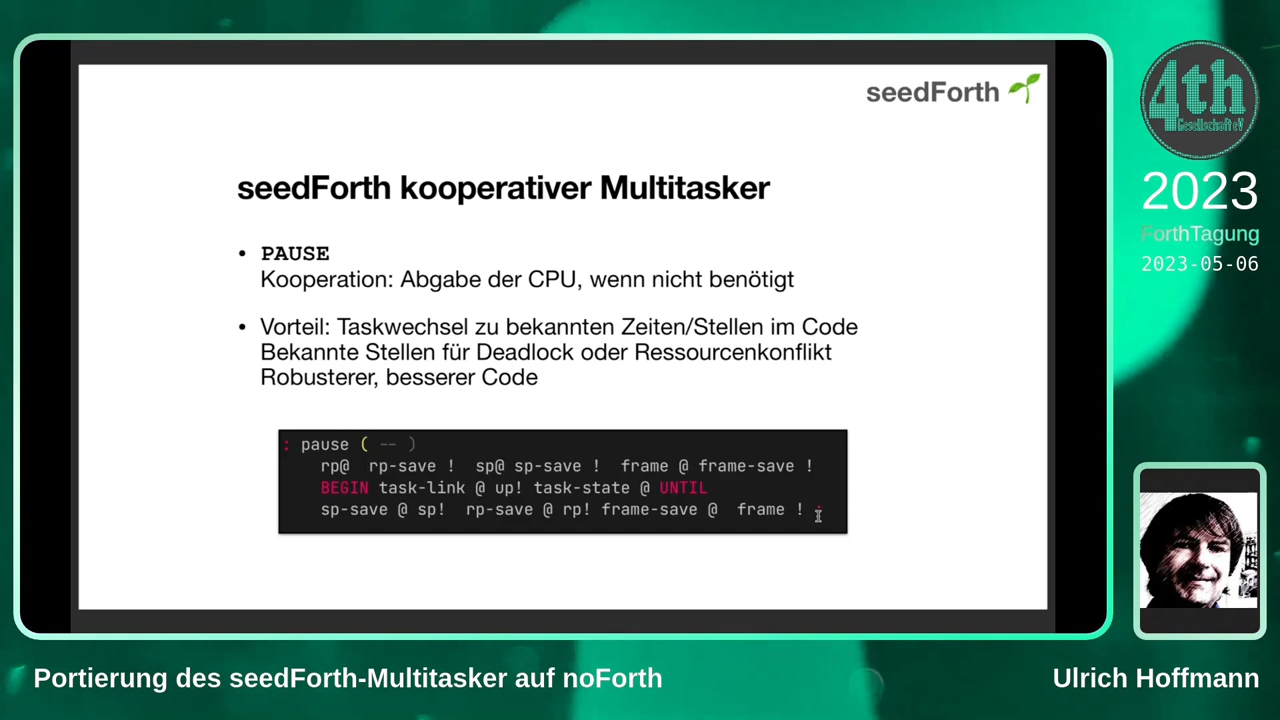 seedForth
seedForth kooperativer Multitasker
• PAUSE
Kooperation: Abgabe der CPU, wenn nicht benötigt
• Vorteil: Taskwechsel zu bekannten Zeiten/Stellen im Code
Bekannte Stellen für Deadlock oder Ressourcenkonflikt
Robusterer, besserer Code
: pause ( -- )
rp@ rp-save ! sp@ sp-save ! frame @ frame-save !
BEGIN task-link @ up! task-state @ UNTIL
sp-save @ sp! rp-save @ rp! frame-save @ frame ! ;
4th
Gesellschaft eV
2023
ForthTagung
2023-05-06
Portierung des seedForth-Multitasker auf noForth
Ulrich Hoffmann